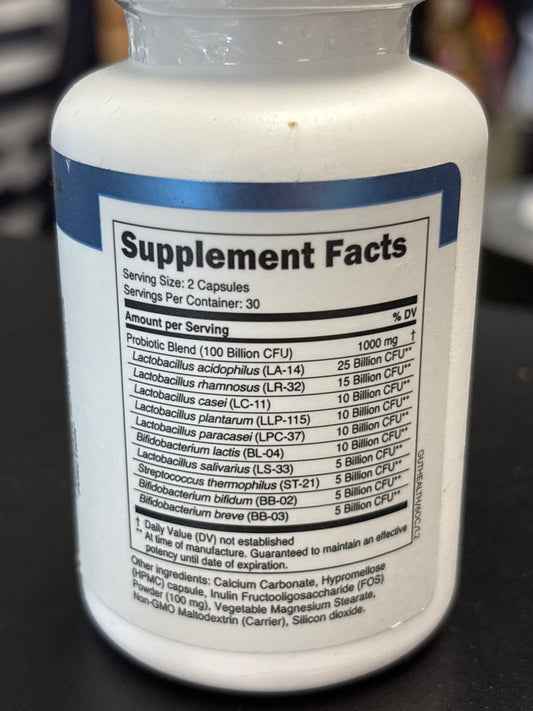 Supplement Facts
Serving Size: 2 Capsules
Servings Per Container: 30
Amount per Serving % DV
Probiotic Blend (100 Billion CFU) 1000 mg †
Lactobacillus acidophilus (LA-14) 25 Billion CFU**
Lactobacillus rhamnosus (LR-32) 15 Billion CFU**
Lactobacillus casei (LC-11) 10 Billion CFU**
Lactobacillus plantarum (LLP-115) 10 Billion CFU**
Lactobacillus paracasei (LPC-37) 10 Billion CFU**
Bifidobacterium lactis (BL-04) 10 Billion CFU**
Lactobacillus salivarius (LS-33) 5 Billion CFU**
Streptococcus thermophilus (ST-21) 5 Billion CFU**
Bifidobacterium bifidum (BB-02) 5 Billion CFU**
Bifidobacterium breve (BB-03) 5 Billion CFU**
† Daily Value (DV) not established
** At time of manufacture. Guaranteed to maintain an effective
potency until date of expiration.
Other ingredients: Calcium Carbonate, Hypromellose
(HPMC) capsule, Inulin Fructooligosaccharide (FOS)
Powder (100 mg), Vegetable Magnesium Stearate,
Non-GMO Maltodextrin (Carrier), Silicon dioxide.